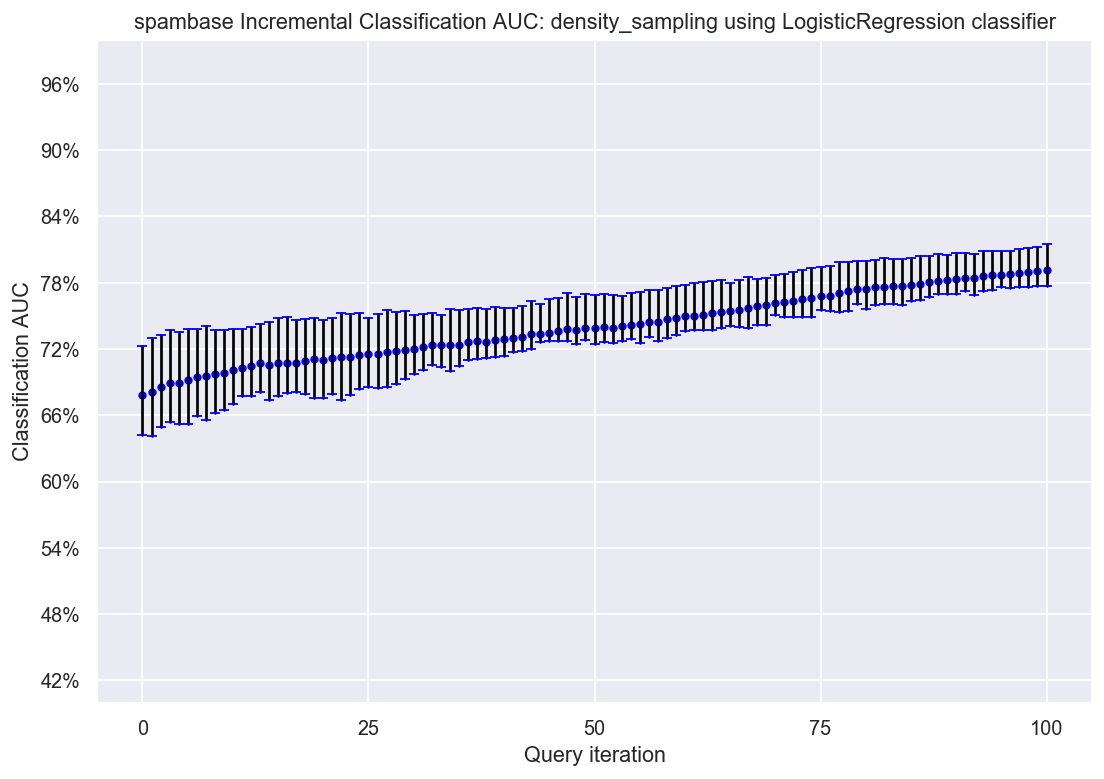 spambase Incremental Classification AUC: density_sampling using LogisticRegression classifier
96%
90%
84%
78%
72%
66%
60%
54%
48%
42%
Classification AUC
0 25 50 75 100
Query iteration